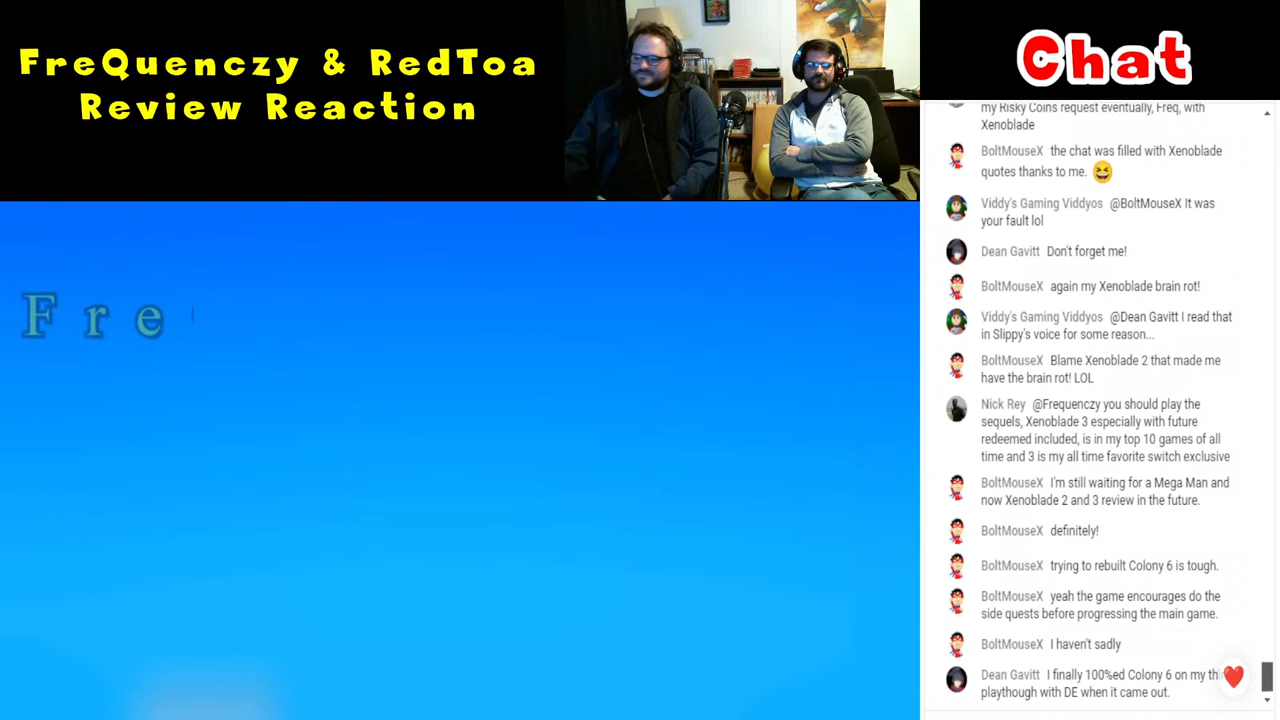 FreQuenczy & RedToa
Review Reaction
Fre
Chat
my Risky Coins request eventually, Freq, with
Xenoblade
BoltMouseX the chat was filled with Xenoblade
quotes thanks to me.
Viddy's Gaming Viddyos @BoltMouseX It was
your fault lol
Dean Gavitt Don't forget me!
BoltMouseX again my Xenoblade brain rot!
Viddy's Gaming Viddyos @Dean Gavitt I read that
in Slippy's voice for some reason...
BoltMouseX Blame Xenoblade 2 that made me
have the brain rot! LOL
Nick Rey @Frequenczy you should play the
sequels, Xenoblade 3 especially with future
redeemed included, is in my top 10 games of all
time and 3 is my all time favorite switch exclusive
BoltMouseX I'm still waiting for a Mega Man and
now Xenoblade 2 and 3 review in the future.
BoltMouseX definitely!
BoltMouseX trying to rebuilt Colony 6 is tough.
BoltMouseX yeah the game encourages do the
side quests before progressing the main game.
BoltMouseX I haven't sadly
Dean Gavitt I finally 100%ed Colony 6 on my
playthough with DE when it came out.